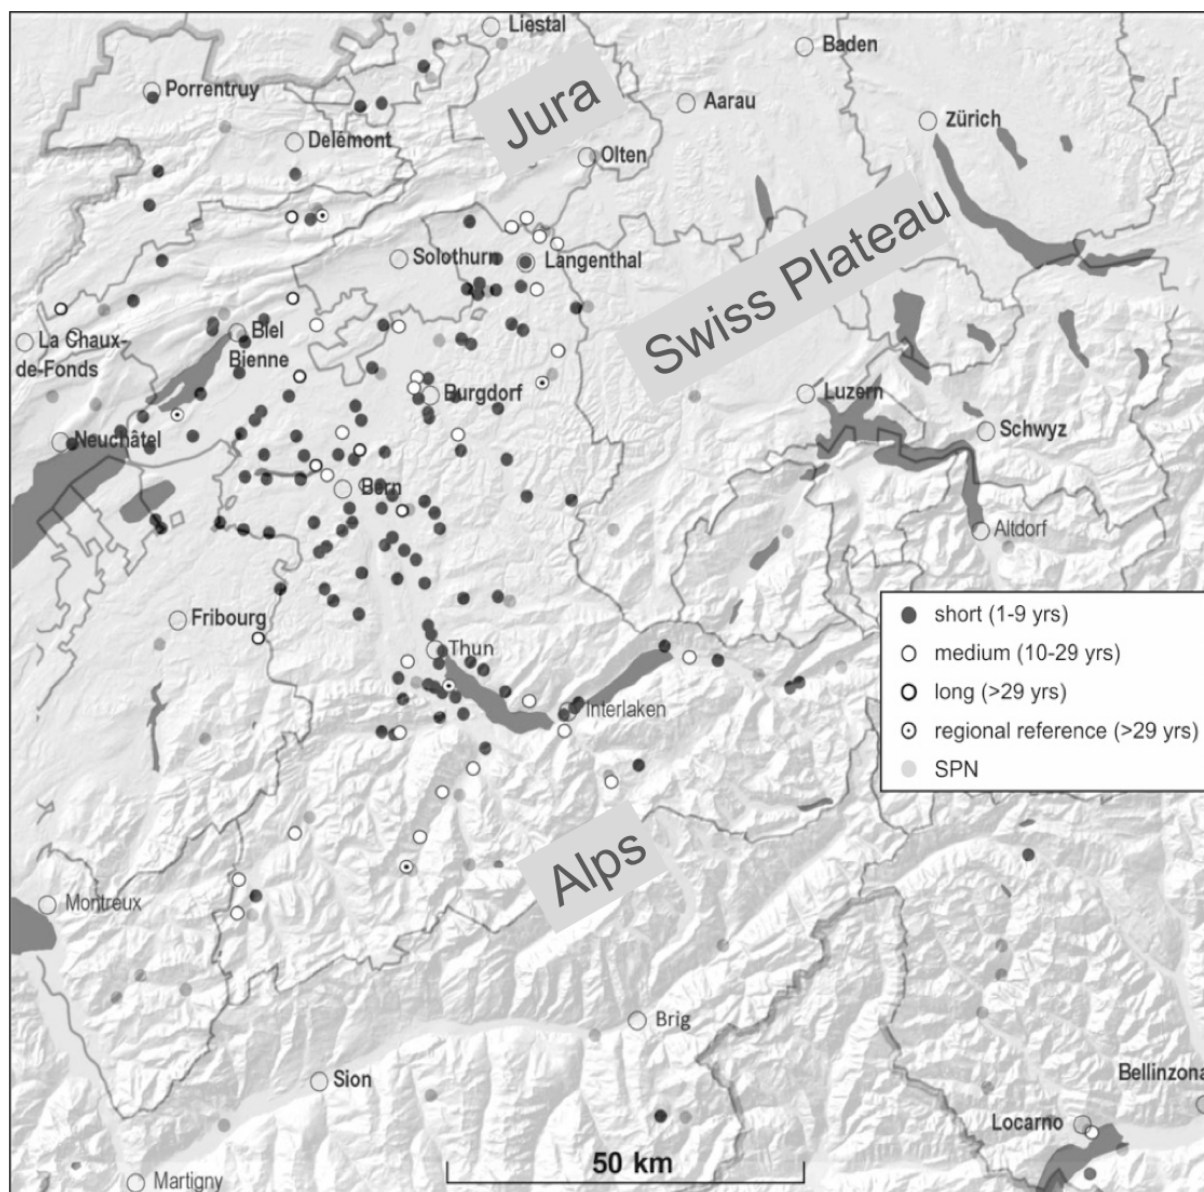 Liestal
Baden
Porrentruy
Jura
Aarau
Zürich
Delémont
Olten
Swiss Plateau
Solothurn
Langenthal
Biel
Bienne
La Chaux-
de-Fonds
Burgdorf
Luzern
Neuchâtel
Schwyz
Bern
Altdorf
Fribourg
short (1-9 yrs)
medium (10-29 yrs)
long (>29 yrs)
regional reference (>29 yrs)
SPN
Thun
Interlaken
Alps
Montreux
Brig
Sion
Bellinzona
Locarno
50 km
Martigny